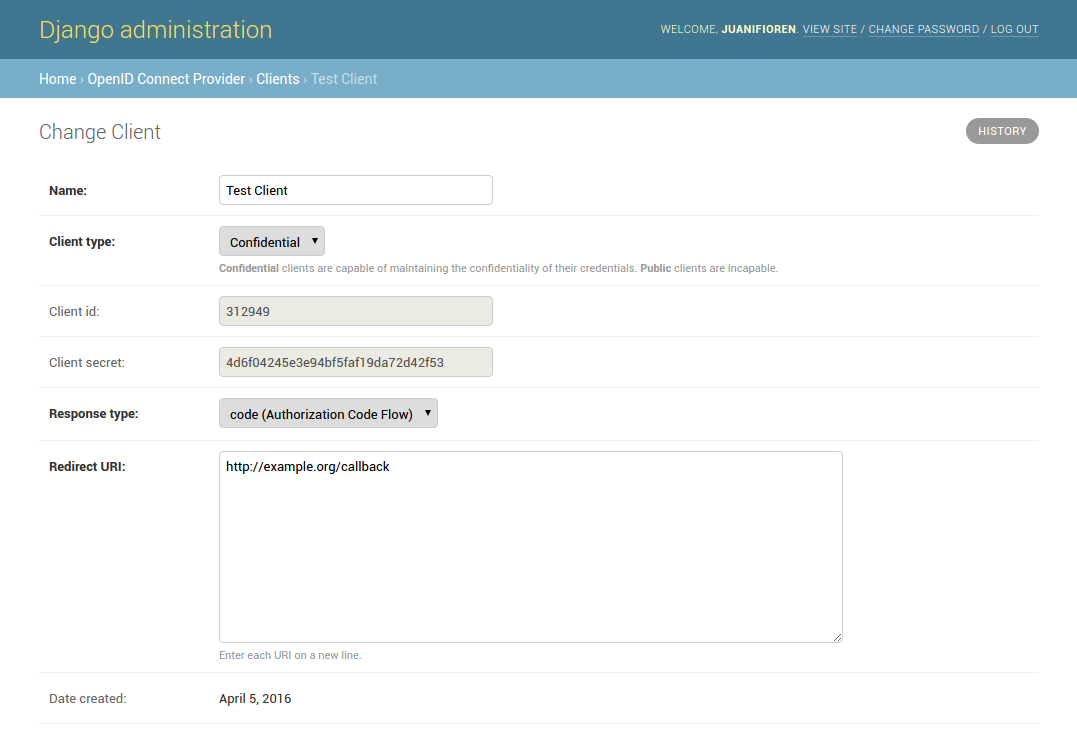 Django administration
WELCOME, JUANIFIOREN. VIEW SITE / CHANGE PASSWORD / LOG OUT
Home › OpenID Connect Provider › Clients › Test Client
Change Client
HISTORY
Name:
Test Client
Client type:
Confidential
Confidential clients are capable of maintaining the confidentiality of their credentials. Public clients are incapable.
Client id:
312949
Client secret:
4d6f04245e3e94bf5faf19da72d42f53
Response type:
code (Authorization Code Flow)
Redirect URI:
http://example.org/callback
Enter each URI on a new line.
Date created:
April 5, 2016